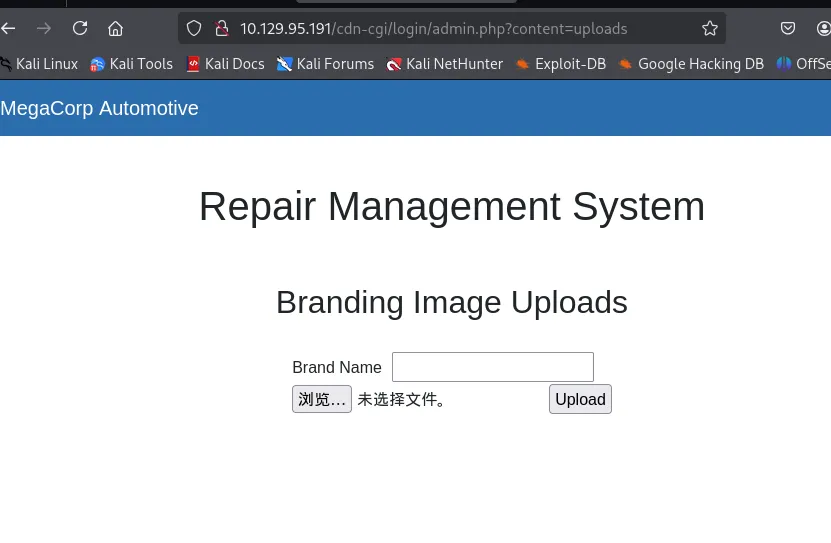 10.129.95.191/cdn-cgi/login/admin.php?content=uploads
Kali Linux Kali Tools Kali Docs Kali Forums Kali NetHunter Exploit-DB Google Hacking DB OffSe
MegaCorp Automotive
Repair Management System
Branding Image Uploads
Brand Name
浏览… 未选择文件。 Upload